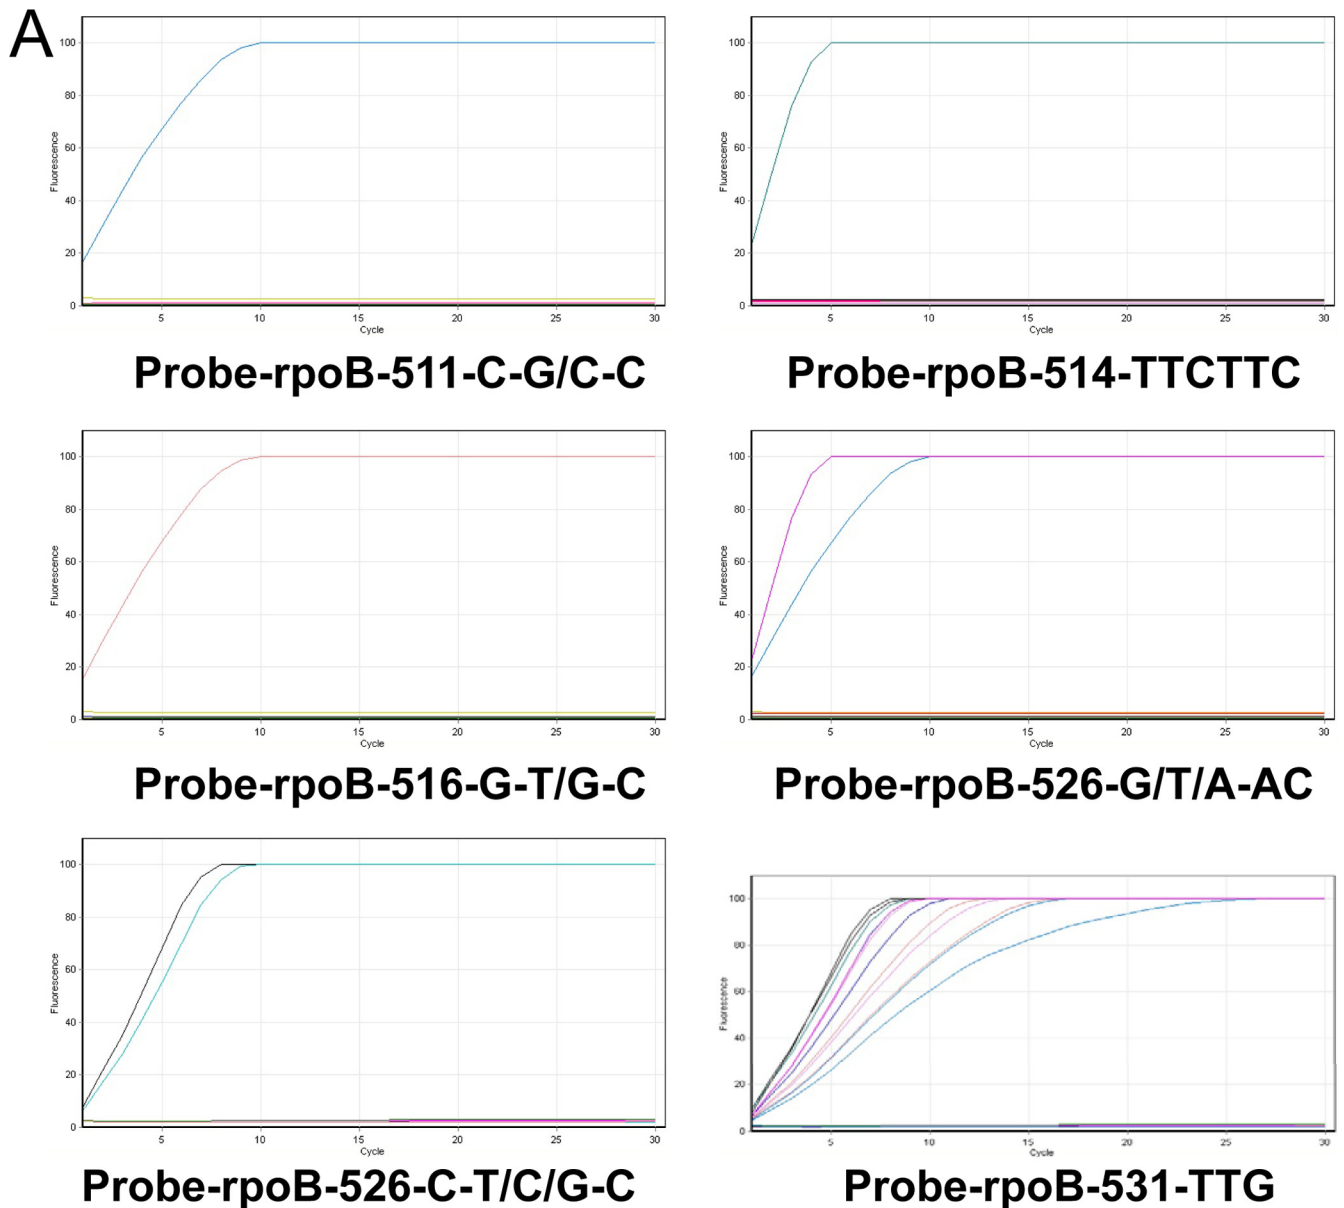 A
100
80
60
40
20
0
Fluorescence
5 10 15 20 25 30
Cycle
Probe-rpoB-511-C-G/C-C
100
80
60
40
20
0
Fluorescence
5 10 15 20 25 30
Cycle
Probe-rpoB-514-TTCTTC
100
80
60
40
20
0
Fluorescence
5 10 15 20 25 30
Cycle
Probe-rpoB-516-G-T/G-C
100
80
60
40
20
0
Fluorescence
5 10 15 20 25 30
Cycle
Probe-rpoB-526-G/T/A-AC
100
80
60
40
20
0
Fluorescence
5 10 15 20 25 30
Cycle
Probe-rpoB-526-C-T/C/G-C
100
80
60
40
20
0
Fluorescence
5 10 15 20 25 30
Cycle
Probe-rpoB-531-TTG